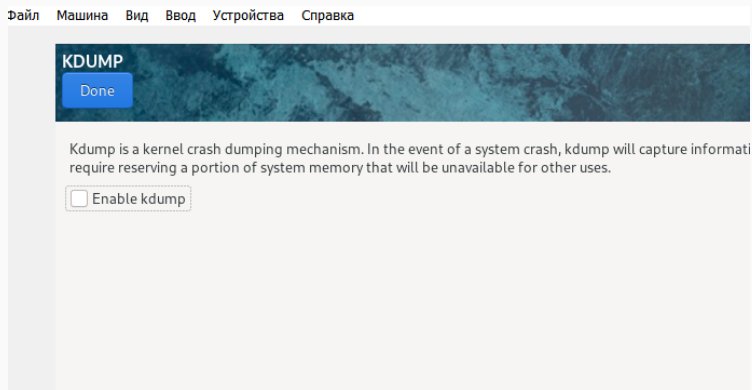 Файл Машина Вид Ввод Устройства Справка
KDUMP
Done
Kdump is a kernel crash dumping mechanism. In the event of a system crash, kdump will capture informati
require reserving a portion of system memory that will be unavailable for other uses.
Enable kdump